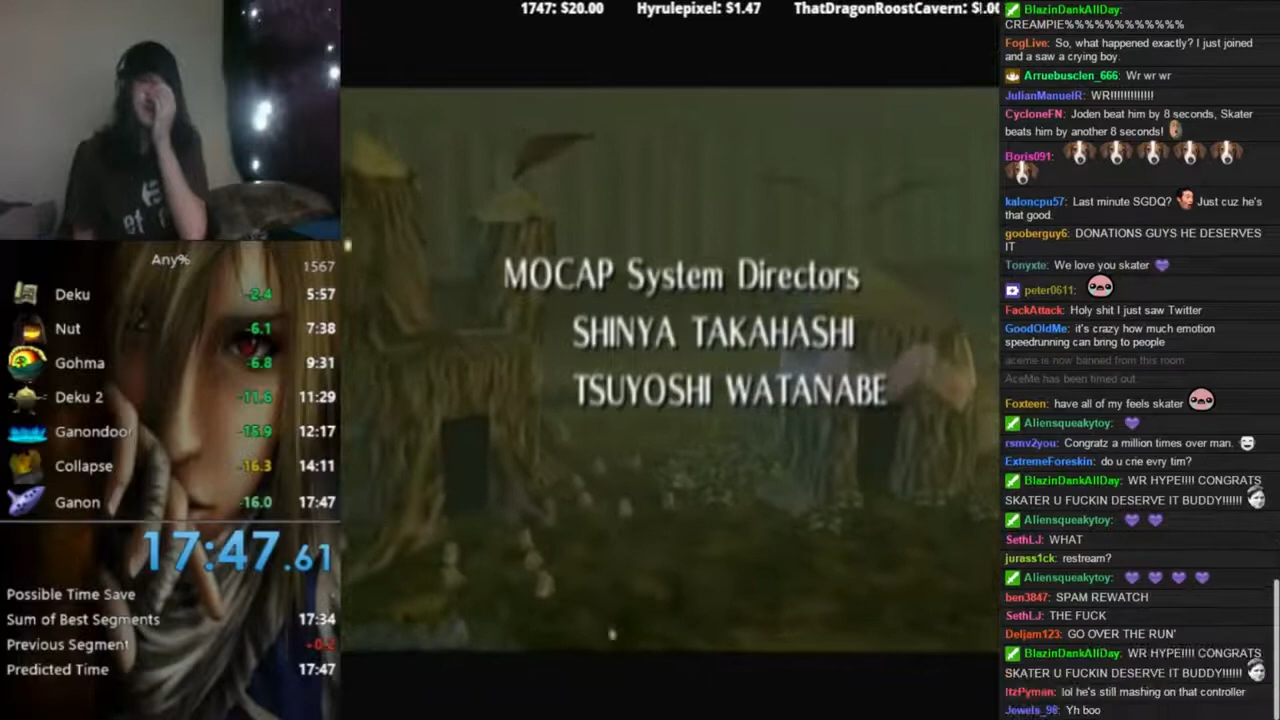 1747: $20.00 Hyrulepixel: $1.47 ThatDragonRoostCavern: $1.00
et
Any%
1567
Deku -2.4 5:57
Nut -6.1 7:38
Gohma -6.8 9:31
Deku 2 -11.6 11:29
Ganondoor -15.9 12:17
Collapse -16.3 14:11
Ganon -16.0 17:47
17:47.61
Possible Time Save
Sum of Best Segments 17:34
Previous Segment +0.2
Predicted Time 17:47
MOCAP System Directors
SHINYA TAKAHASHI
TSUYOSHI WATANABE
BlazinDankAllDay:
CREAMPIE%%%%%%%%%%%%
FogLive: So, what happened exactly? I just joined
and a saw a crying boy.
Arruebusclen_666: Wr wr wr
JulianManuelR: WR!!!!!!!!!!!!!
CycloneFN: Joden beat him by 8 seconds, Skater
beats him by another 8 seconds!
Boris091:
kaloncpu57: Last minute SGDQ? Just cuz he's
that good.
gooberguy6: DONATIONS GUYS HE DESERVES
IT
Tonyxte: We love you skater
peter0611:
FackAttack: Holy shit I just saw Twitter
GoodOldMe: it's crazy how much emotion
speedrunning can bring to people
aceme is now banned from this room
AceMe has been timed out.
Foxteen: have all of my feels skater
Aliensqueakytoy:
rsmv2you: Congratz a million times over man.
ExtremeForeskin: do u crie evry tim?
BlazinDankAllDay: WR HYPE!!!! CONGRATS
SKATER U FUCKIN DESERVE IT BUDDY!!!!!!
Aliensqueakytoy:
SethLJ: WHAT
jurass1ck: restream?
Aliensqueakytoy:
ben3847: SPAM REWATCH
SethLJ: THE FUCK
Deljam123: GO OVER THE RUN'
BlazinDankAllDay: WR HYPE!!!! CONGRATS
SKATER U FUCKIN DESERVE IT BUDDY!!!!!!
ItzPyman: lol he's still mashing on that controller
Jewels_96: Yh boo